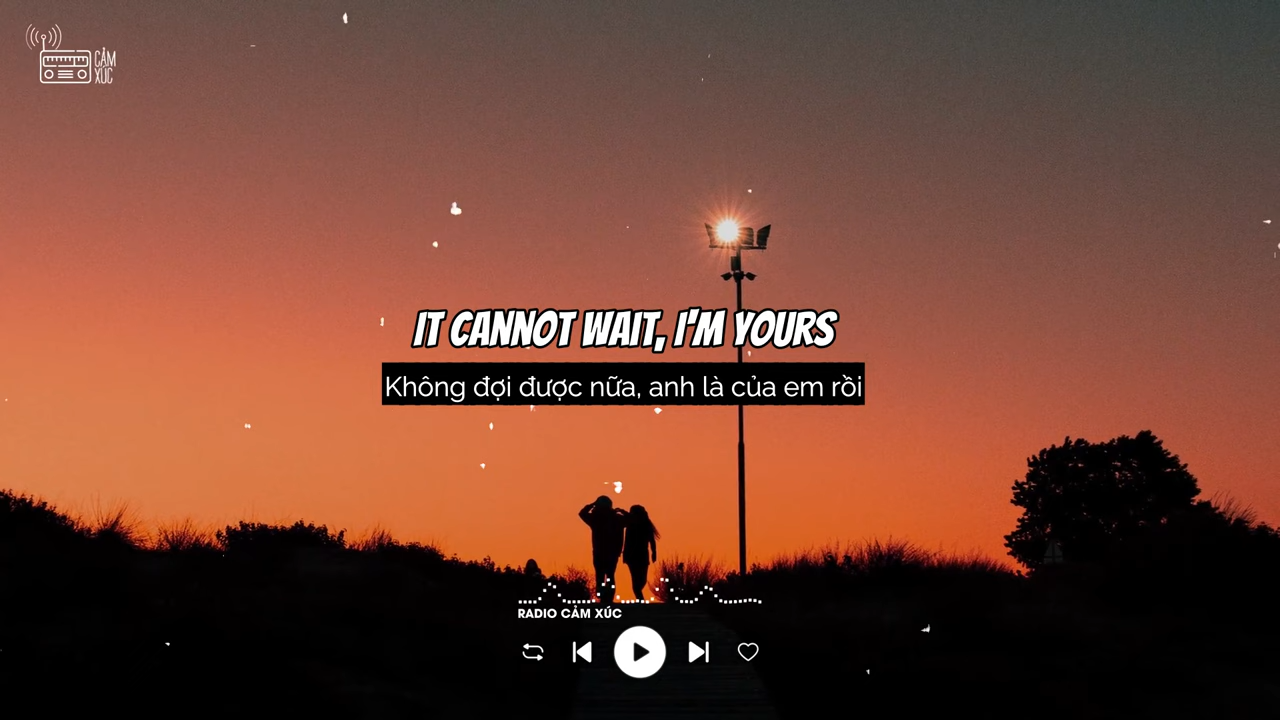 CẢM
XÚC
IT CANNOT WAIT, I'M YOURS
Không đợi được nữa, anh là của em rồi
RADIO CẢM XÚC